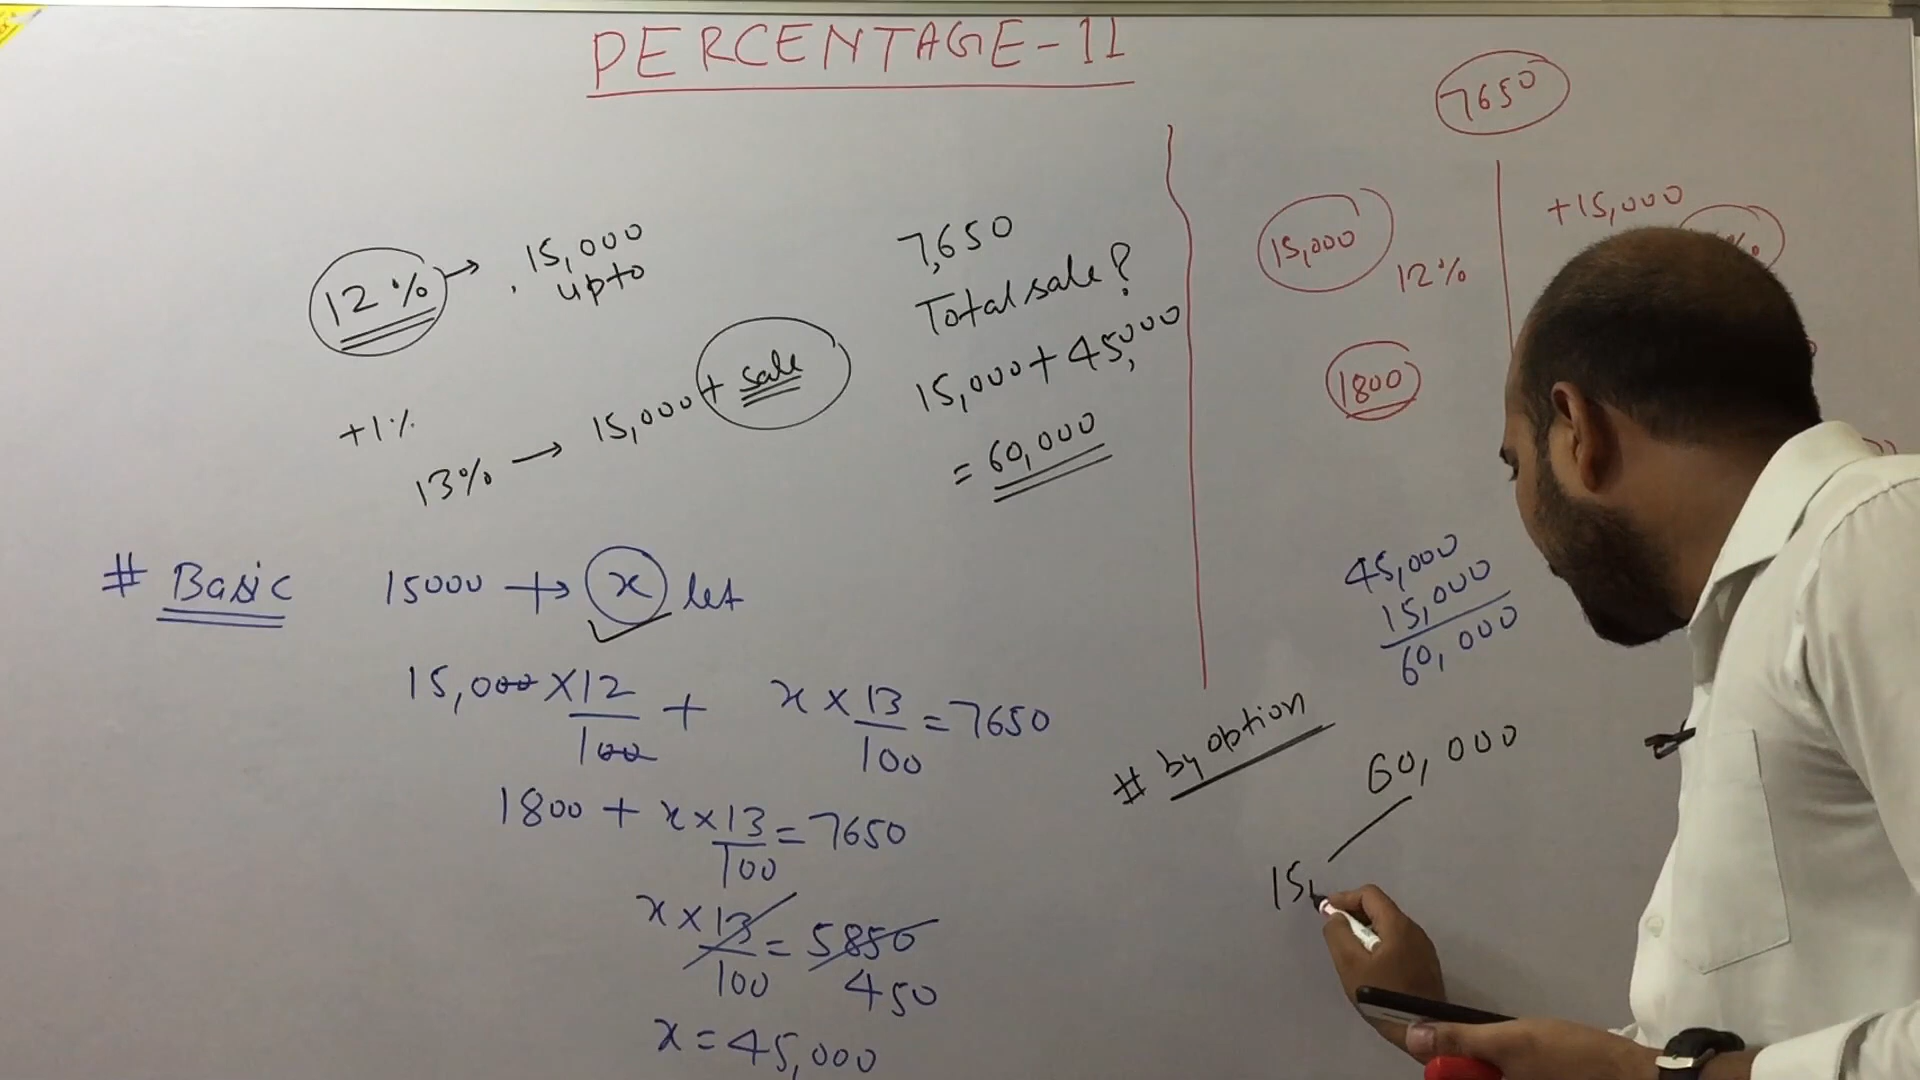 PERCENTAGE-11
12% → 15,000
upto
+1%
13% → 15,000 + sale
7,650
Total sale?
15,000 + 45,000
= 60,000
# Basic 15000 +→ x let
15,000 × 12/100 + x × 13/100 = 7650
1800 + x × 13/100 = 7650
x × 13/100 = 5850
450
x = 45,000
7650
15,000
12%
1800
+15,000
45,000
15,000
60,000
# by option
60,000
15,